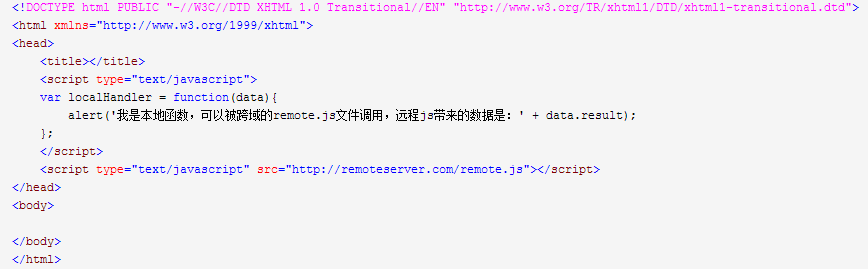 <!DOCTYPE html PUBLIC "-//W3C//DTD XHTML 1.0 Transitional//EN" "http://www.w3.org/TR/xhtml1/DTD/xhtml1-transitional.dtd">
<html xmlns="http://www.w3.org/1999/xhtml">
<head>
    <title></title>
    <script type="text/javascript">
    var localHandler = function(data){
        alert('我是本地函数，可以被跨域的remote.js文件调用，远程js带来的数据是：' + data.result);
    };
    </script>
    <script type="text/javascript" src="http://remoteserver.com/remote.js"></script>
</head>
<body>

</body>
</html>